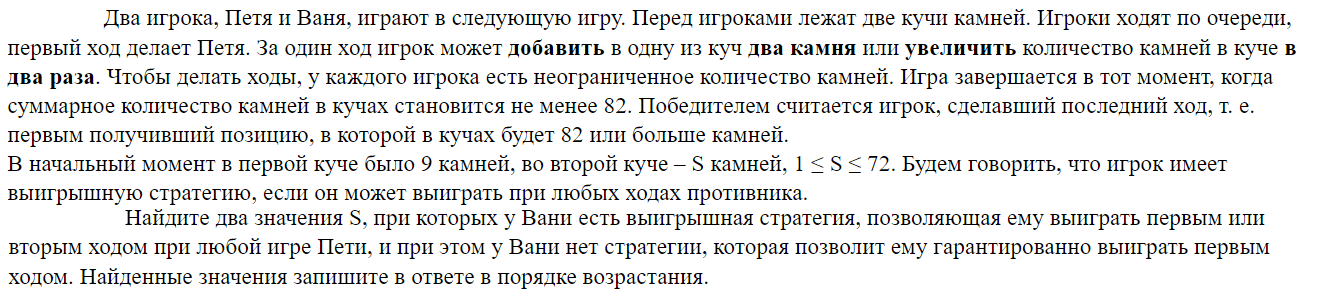 Два игрока, Петя и Ваня, играют в следующую игру. Перед игроками лежат две кучи камней. Игроки ходят по очереди,
первый ход делает Петя. За один ход игрок может добавить в одну из куч два камня или увеличить количество камней в куче в
два раза. Чтобы делать ходы, у каждого игрока есть неограниченное количество камней. Игра завершается в тот момент, когда
суммарное количество камней в кучах становится не менее 82. Победителем считается игрок, сделавший последний ход, т. е.
первым получивший позицию, в которой в кучах будет 82 или больше камней.
В начальный момент в первой куче было 9 камней, во второй куче – S камней, 1 ≤ S ≤ 72. Будем говорить, что игрок имеет
выигрышную стратегию, если он может выиграть при любых ходах противника.
Найдите два значения S, при которых у Вани есть выигрышная стратегия, позволяющая ему выиграть первым или
вторым ходом при любой игре Пети, и при этом у Вани нет стратегии, которая позволит ему гарантированно выиграть первым
ходом. Найденные значения запишите в ответе в порядке возрастания.